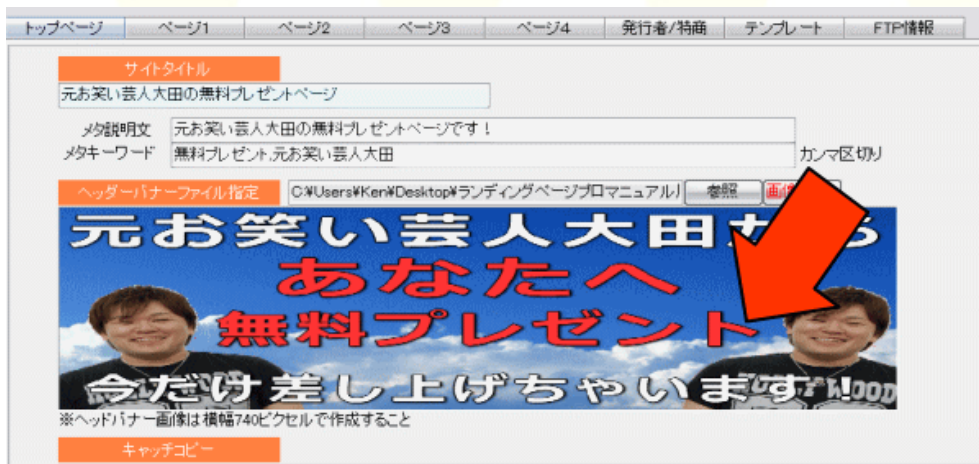 トップページ ページ1 ページ2 ページ3 ページ4 発行者/特商 テンプレート FTP情報
サイトタイトル
元お笑い芸人大田の無料プレゼントページ
メタ説明文 元お笑い芸人大田の無料プレゼントページです！
メタキーワード 無料プレゼント,元お笑い芸人大田 カンマ区切り
ヘッダーバナーファイル指定 C:¥Users¥Ken¥Desktop¥ランディングページプロマニュアル 参照 画像
元お笑い芸人大田から
あなたへ
無料プレゼント
今だけ差し上げちゃいます！
※ヘッドバナー画像は横幅740ピクセルで作成すること
キャッチコピー